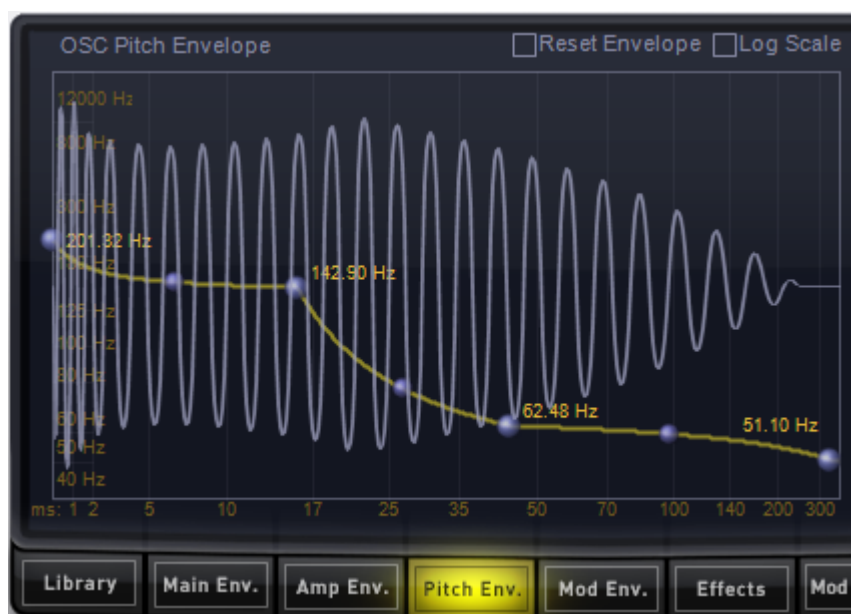 OSC Pitch Envelope Reset Envelope Log Scale
12000 Hz
300 Hz
201.82 Hz
142.90 Hz
125 Hz
100 Hz
80 Hz
60 Hz
62.48 Hz
51.10 Hz
50 Hz
40 Hz
ms: 1 2 5 10 17 25 35 50 70 100 140 200 300
Library Main Env. Amp Env. Pitch Env. Mod Env. Effects Mod